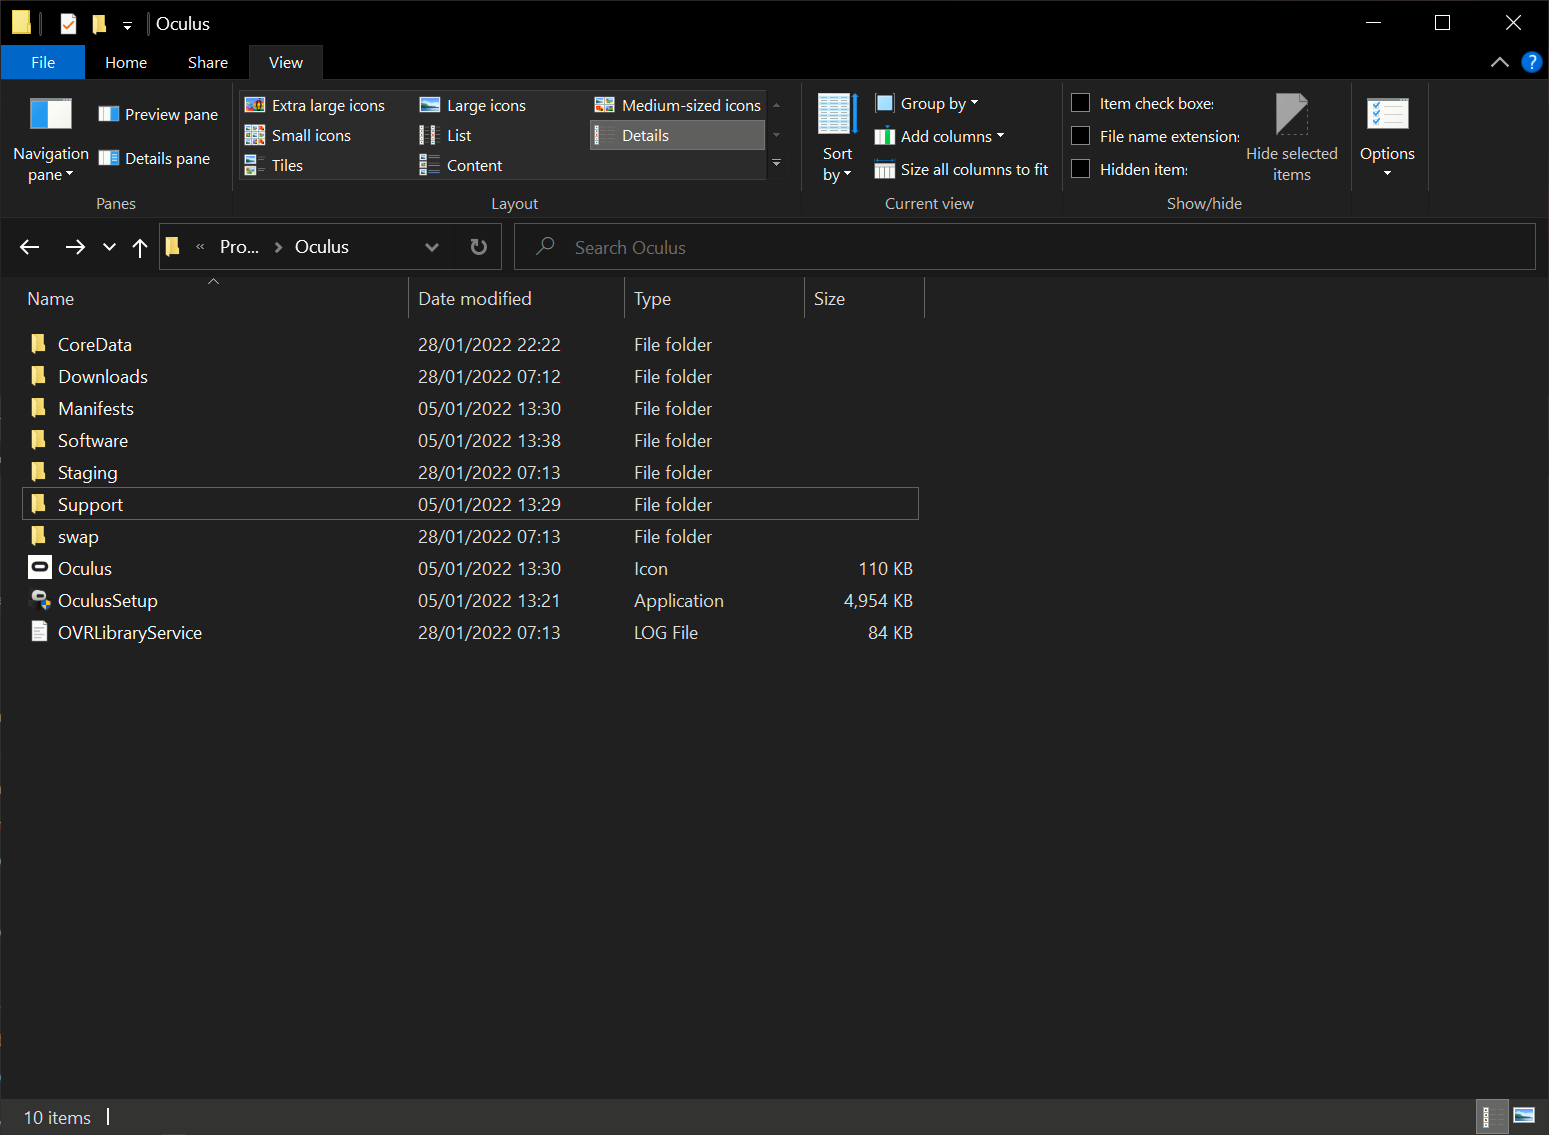 Oculus
File Home Share View
Navigation pane
Preview pane
Details pane
Panes
Extra large icons Large icons Medium-sized icons
Small icons List Details
Tiles Content
Layout
Sort by
Group by
Add columns
Size all columns to fit
Current view
Item check boxes
File name extensions
Hidden items
Hide selected items
Show/hide
Options
« Pro... Oculus
Search Oculus
Name Date modified Type Size
CoreData 28/01/2022 22:22 File folder
Downloads 28/01/2022 07:12 File folder
Manifests 05/01/2022 13:30 File folder
Software 05/01/2022 13:38 File folder
Staging 28/01/2022 07:13 File folder
Support 05/01/2022 13:29 File folder
swap 28/01/2022 07:13 File folder
Oculus 05/01/2022 13:30 Icon 110 KB
OculusSetup 05/01/2022 13:21 Application 4,954 KB
OVRLibraryService 28/01/2022 07:13 LOG File 84 KB
10 items